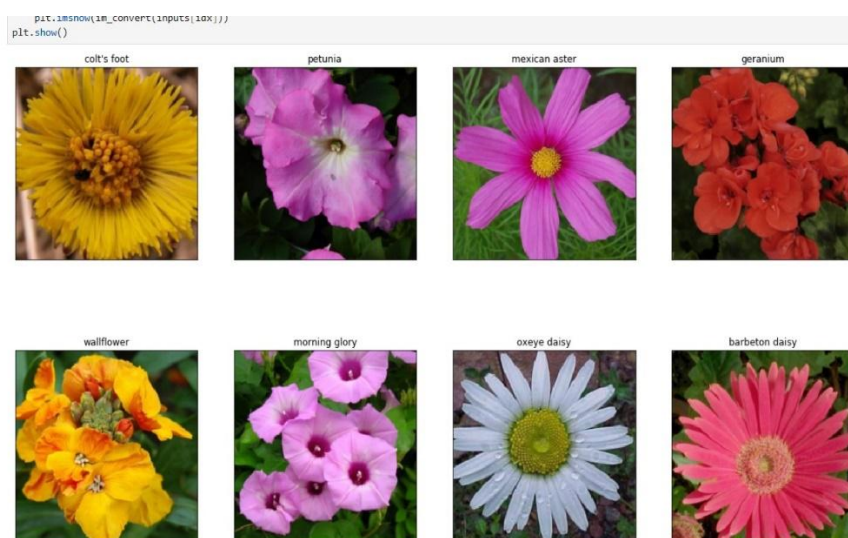 plt.imshow(im_convert(inputs[idx]))
plt.show()
colt's foot
petunia
mexican aster
geranium
wallflower
morning glory
oxeye daisy
barbeton daisy